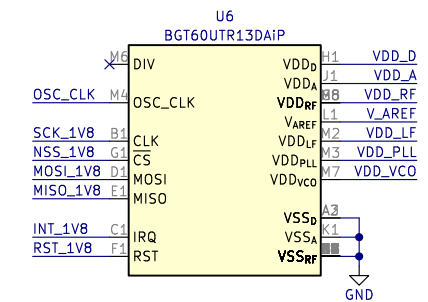 U6
BGT60UTR13DAiP
M6 DIV
OSC_CLK M4 OSC_CLK
SCK_1V8 B1 CLK
NSS_1V8 G1 CS
MOSI_1V8 D1 MOSI
MISO_1V8 E1 MISO
INT_1V8 C1 IRQ
RST_1V8 F1 RST
VDDD H1 VDD_D
VDDA J1 VDD_A
VDDRF VDD_RF
VAREF L1 V_AREF
VDDLF M2 VDD_LF
VDDPLL M3 VDD_PLL
VDDVCO M7 VDD_VCO
VSSD
VSSA K1
VSSRF
GND